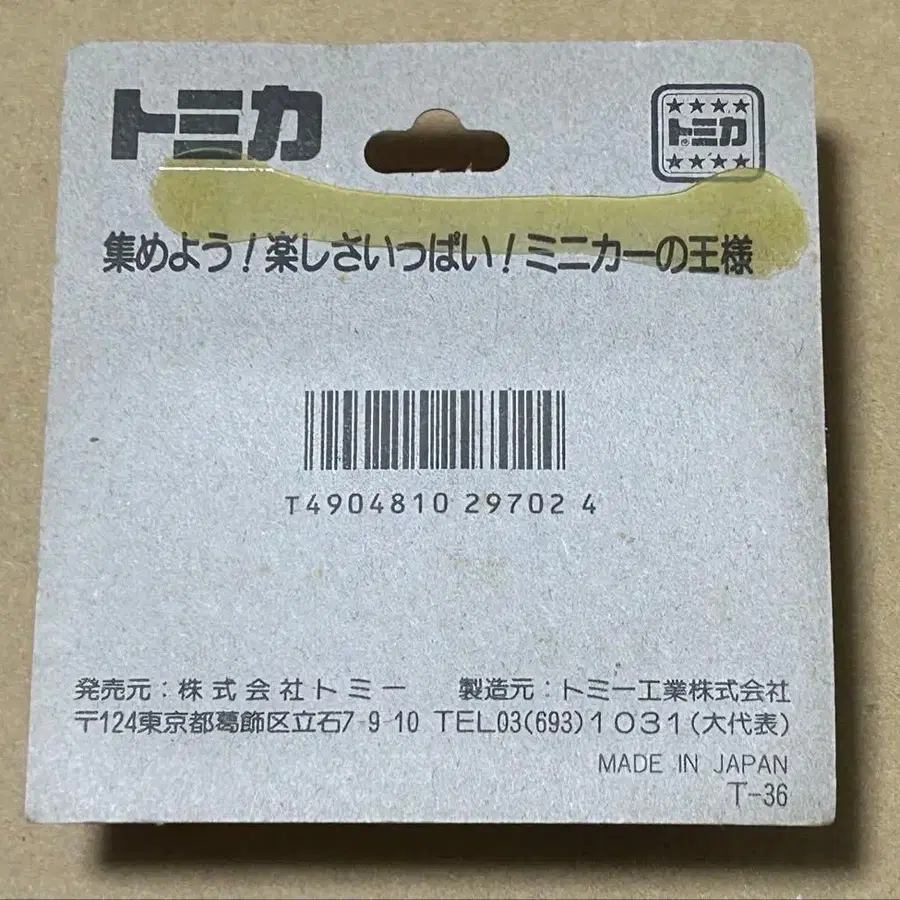 トミカ
★★★★
トミカ
★★★★
集めよう!楽しさいっぱい!ミニカーの王様
T4904810 29702 4
発売元:株式会社トミー 製造元:トミー工業株式会社
〒124東京都葛飾区立石7-9-10 TEL03(693)1031(大代表)
MADE IN JAPAN
T-36